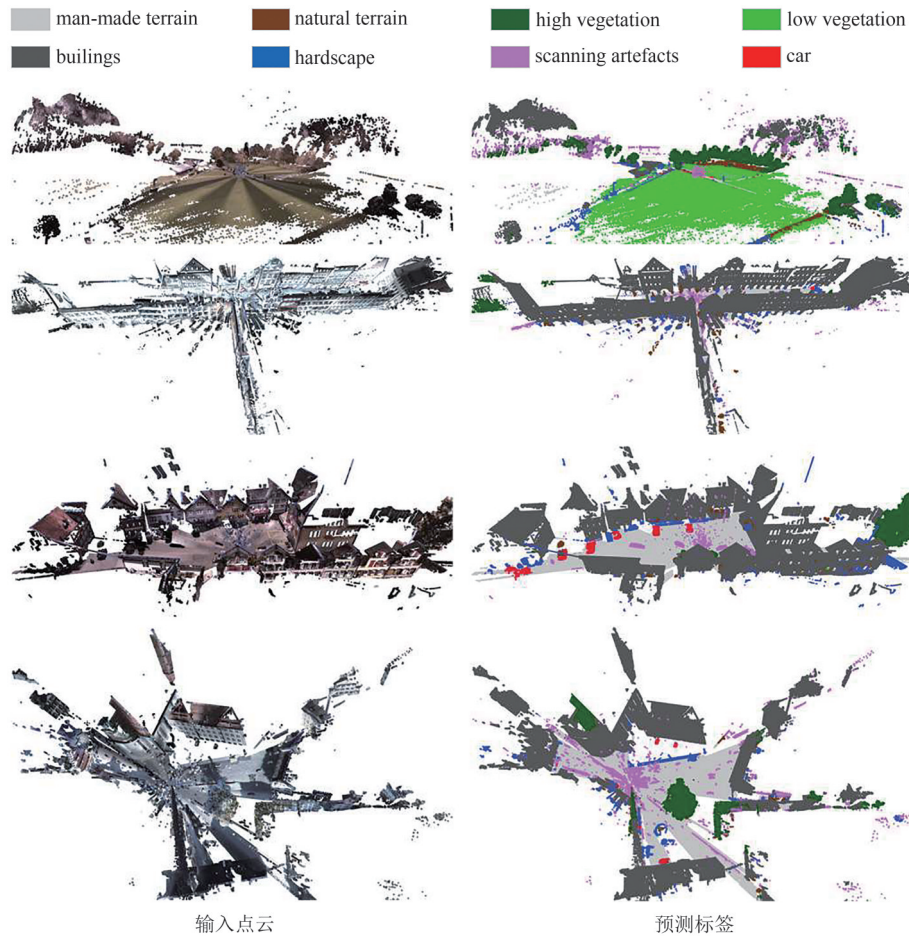 man-made terrain natural terrain high vegetation low vegetation
builings hardscape scanning artefacts car
输入点云 预测标签